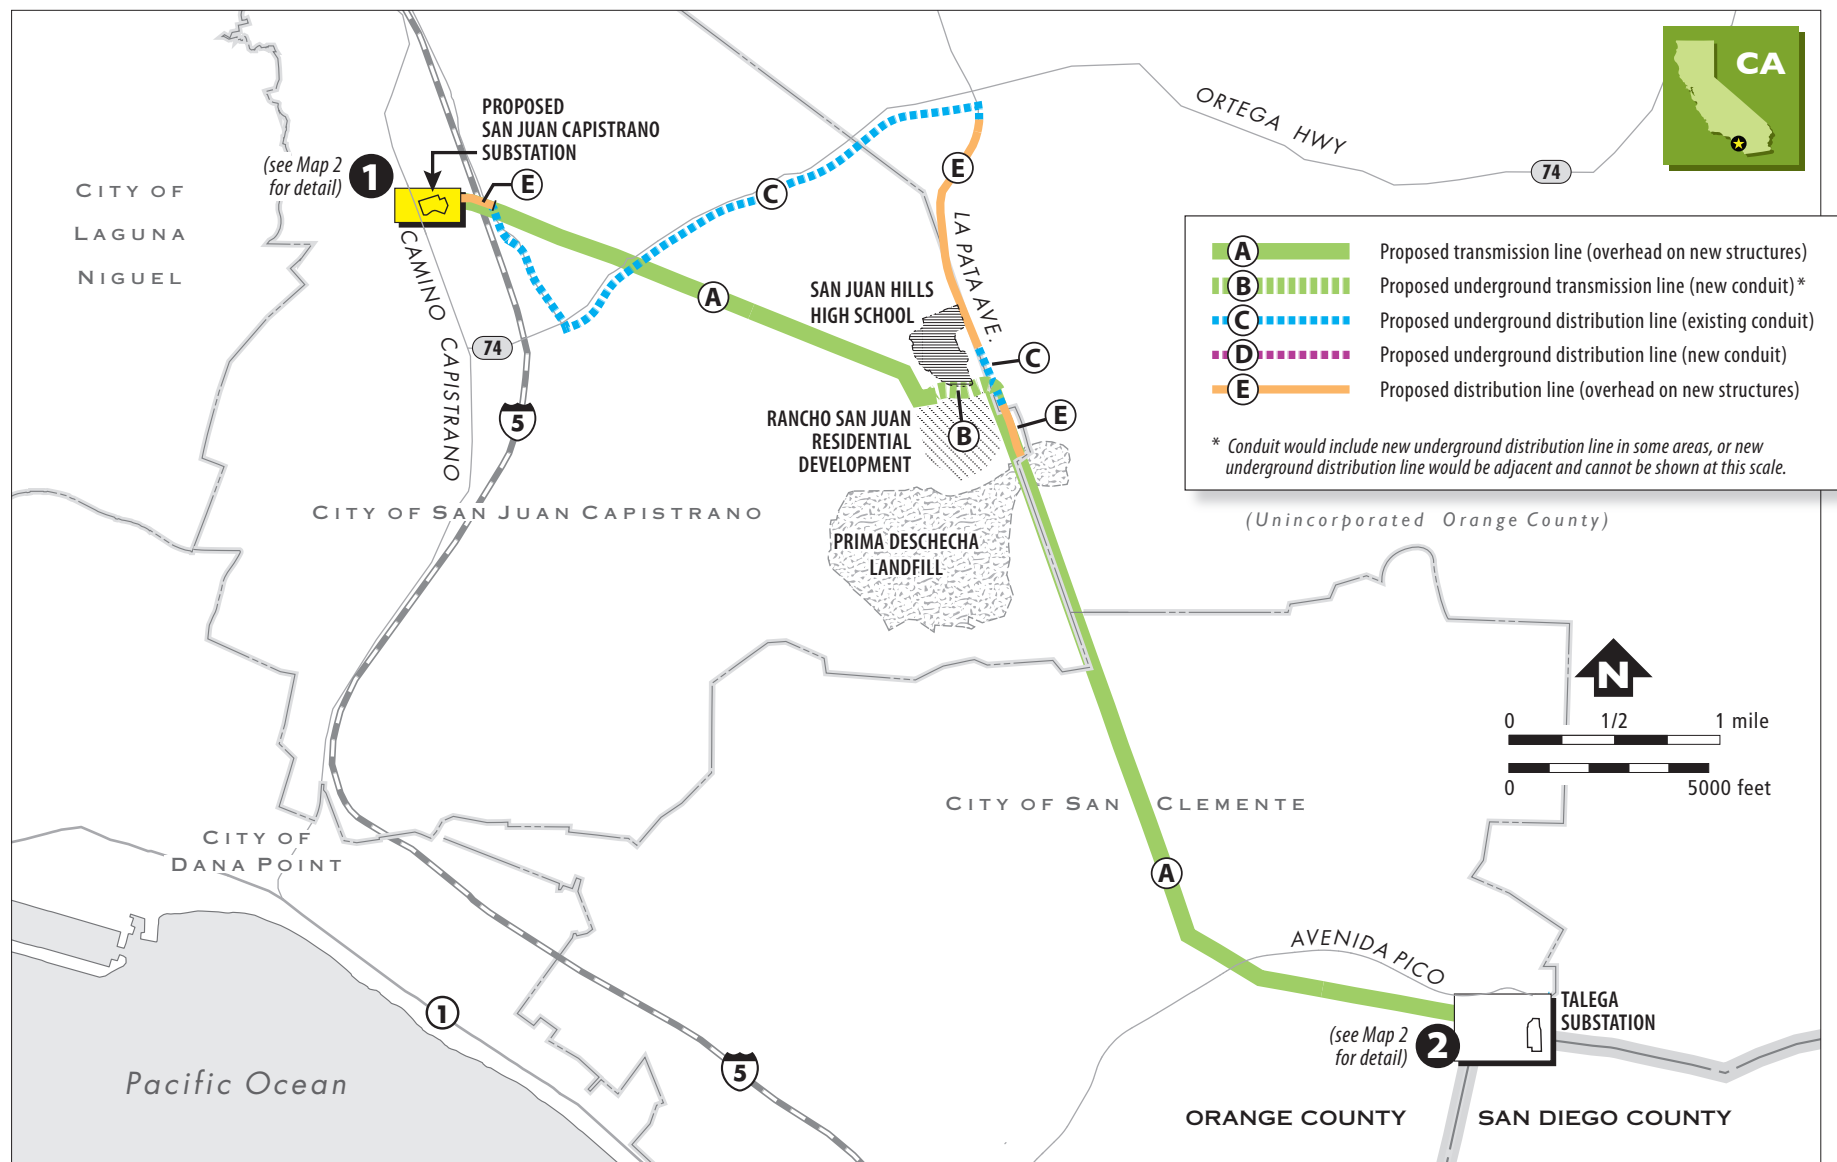 CA
ORTEGA HWY
74
PROPOSED
SAN JUAN CAPISTRANO
SUBSTATION
(see Map 2
for detail)
1
E
C
E
CITY OF
LAGUNA
NIGUEL
CAMINO CAPISTRANO
LA PATA AVE.
A
74
5
SAN JUAN HILLS
HIGH SCHOOL
C
E
B
RANCHO SAN JUAN
RESIDENTIAL
DEVELOPMENT
A Proposed transmission line (overhead on new structures)
B Proposed underground transmission line (new conduit)*
C Proposed underground distribution line (existing conduit)
D Proposed underground distribution line (new conduit)
E Proposed distribution line (overhead on new structures)
* Conduit would include new underground distribution line in some areas, or new
underground distribution line would be adjacent and cannot be shown at this scale.
CITY OF SAN JUAN CAPISTRANO
(Unincorporated Orange County)
PRIMA DESCHECHA
LANDFILL
N
0 1/2 1 mile
0 5000 feet
CITY OF SAN CLEMENTE
CITY OF
DANA POINT
A
AVENIDA PICO
TALEGA
SUBSTATION
(see Map 2
for detail)
2
1
5
Pacific Ocean
ORANGE COUNTY
SAN DIEGO COUNTY